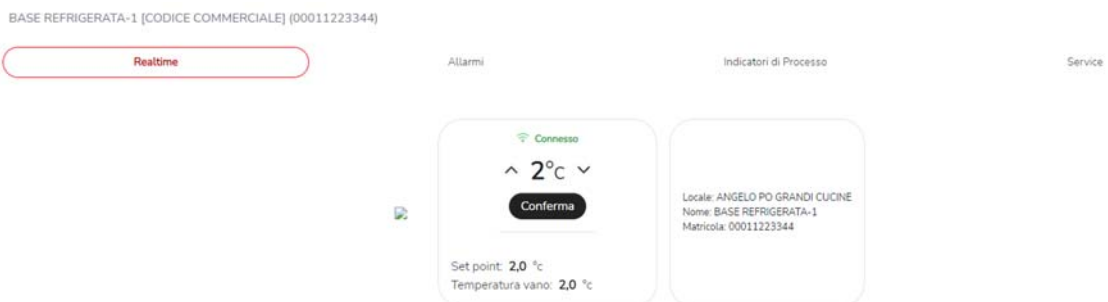 BASE REFRIGERATA-1 [CODICE COMMERCIALE] (00011223344)
Realtime
Allarmi
Indicatori di Processo
Service
Connesso
2°c
Conferma
Set point: 2,0 °c
Temperatura vano: 2,0 °c
Locale: ANGELO PO GRANDI CUCINE
Nome: BASE REFRIGERATA-1
Matricola: 00011223344